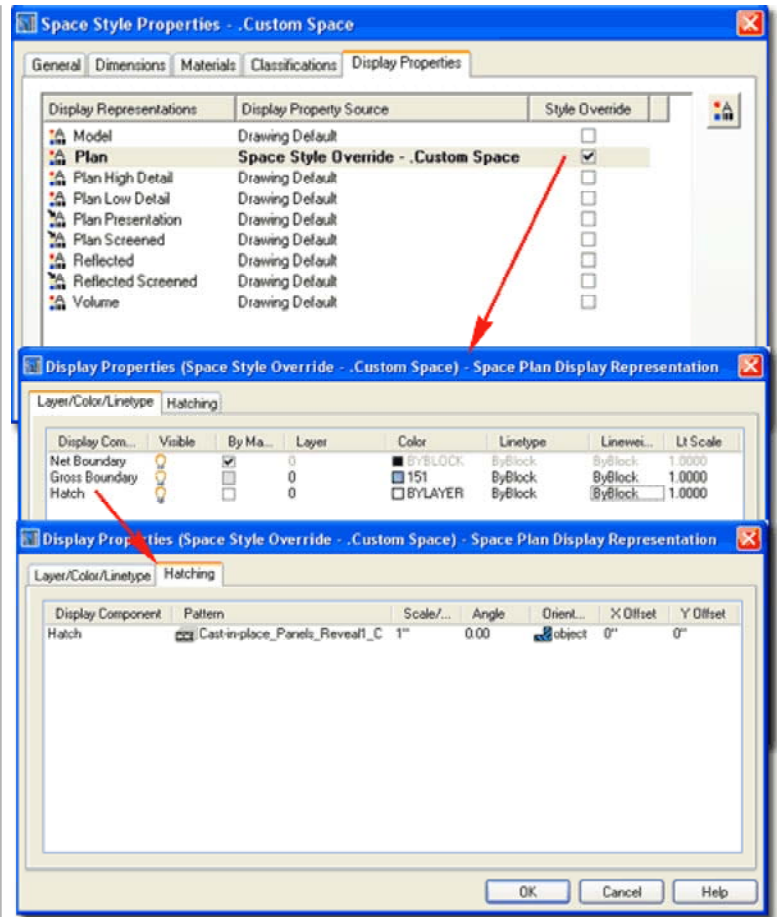 Space Style Properties - .Custom Space
General Dimensions Materials Classifications Display Properties
Display Representations Display Property Source Style Override
Model Drawing Default
Plan Space Style Override - .Custom Space
Plan High Detail Drawing Default
Plan Low Detail Drawing Default
Plan Presentation Drawing Default
Plan Screened Drawing Default
Reflected Drawing Default
Reflected Screened Drawing Default
Volume Drawing Default
Display Properties (Space Style Override - .Custom Space) - Space Plan Display Representation
Layer/Color/Linetype Hatching
Display Com... Visible By Ma... Layer Color Linetype Linewei... Lt Scale
Net Boundary 0 BYBLOCK ByBlock ByBlock 1.0000
Gross Boundary 0 151 ByBlock ByBlock 1.0000
Hatch 0 BYLAYER ByBlock ByBlock 1.0000
Display Properties (Space Style Override - .Custom Space) - Space Plan Display Representation
Layer/Color/Linetype Hatching
Display Component Pattern Scale/... Angle Orient... X Offset Y Offset
Hatch Cast-in-place_Panels_Reveal1_C 1" 0.00 object 0" 0"
OK Cancel Help